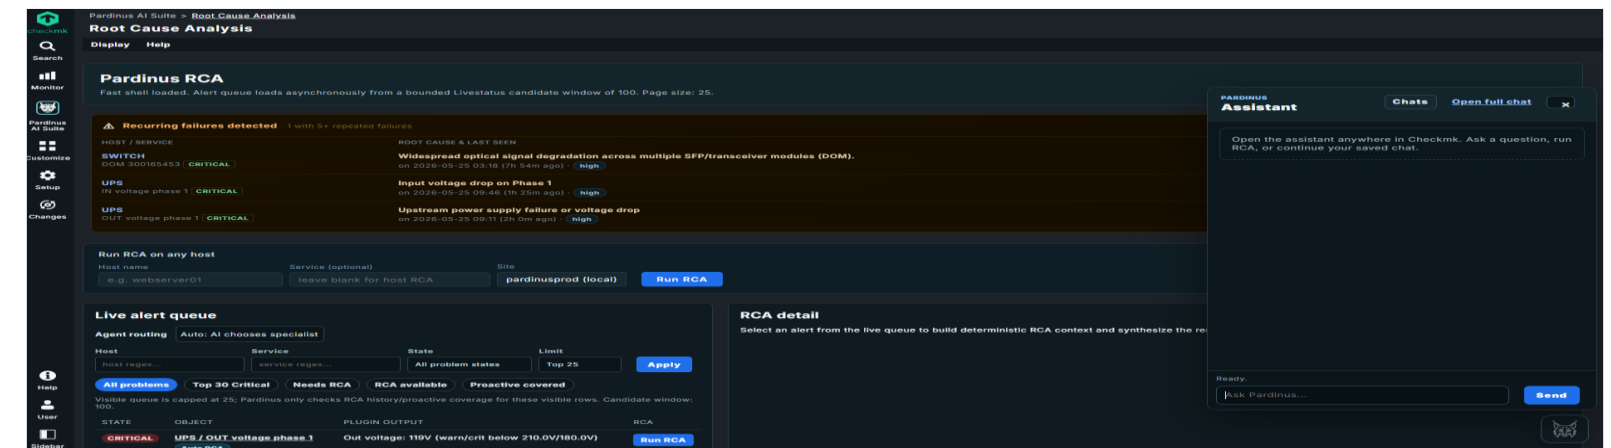 Pardinus AI Suite > Root Cause Analysis
Root Cause Analysis
Display Help
checkmk
Search
Monitor
Pardinus
AI Suite
Customize
Setup
Changes
Help
User
Sidebar
Pardinus RCA
Fast shell loaded. Alert queue loads asynchronously from a bounded Livestatus candidate window of 100. Page size: 25.
Recurring failures detected 1 with 5+ repeated failures
HOST / SERVICE ROOT CAUSE & LAST SEEN
SWITCH Widespread optical signal degradation across multiple SFP/transceiver modules (DOM).
DOM 300165453 CRITICAL on 2026-05-25 03:18 (7h 54m ago) · high
UPS Input voltage drop on Phase 1
IN voltage phase 1 CRITICAL on 2026-05-25 09:46 (1h 25m ago) · high
UPS Upstream power supply failure or voltage drop
OUT voltage phase 1 CRITICAL on 2026-05-25 09:11 (2h 0m ago) · high
Run RCA on any host
Host name Service (optional) Site
e.g. webserver01 leave blank for host RCA pardinusprod (local) Run RCA
Live alert queue
Agent routing Auto: AI chooses specialist
Host Service State Limit
host regex... service regex... All problem states Top 25 Apply
All problems Top 30 Critical Needs RCA RCA available Proactive covered
Visible queue is capped at 25; Pardinus only checks RCA history/proactive coverage for these visible rows. Candidate window:
100.
STATE OBJECT PLUGIN OUTPUT RCA
CRITICAL UPS / OUT voltage phase 1 Out voltage: 119V (warn/crit below 210.0V/180.0V) Run RCA
Auto RCA
RCA detail
Select an alert from the live queue to build deterministic RCA context and synthesize the re
PARDINUS
Assistant Chats Open full chat ×
Open the assistant anywhere in Checkmk. Ask a question, run
RCA, or continue your saved chat.
Ready.
Ask Pardinus... Send